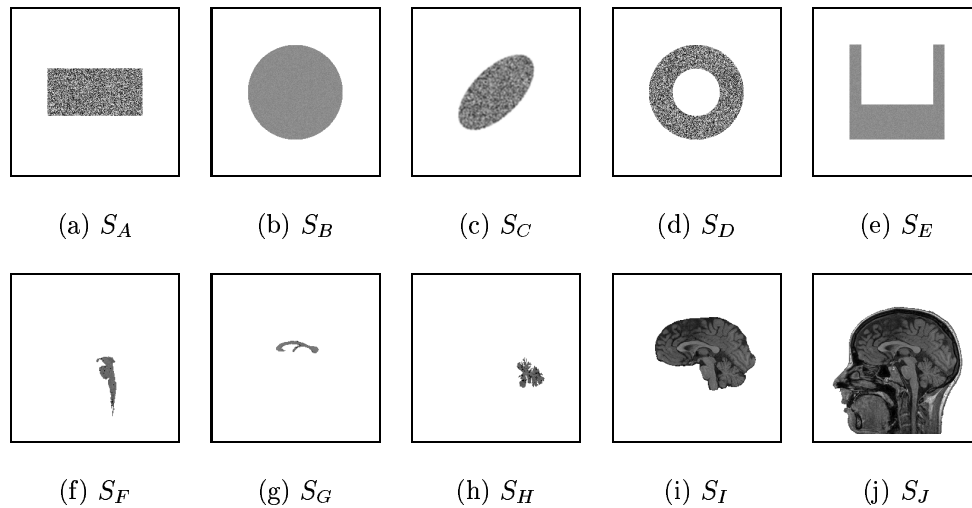 (a) S_A (b) S_B (c) S_C (d) S_D (e) S_E
(f) S_F (g) S_G (h) S_H (i) S_I (j) S_J